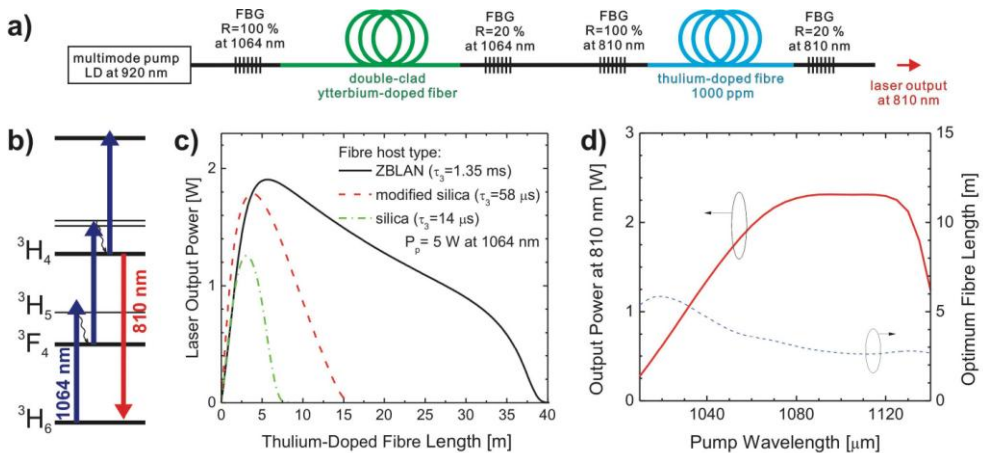 a)
multimode pump
LD at 920 nm
FBG
R=100 %
at 1064 nm
double-clad
ytterbium-doped fiber
FBG
R=20 %
at 1064 nm
FBG
R=100 %
at 810 nm
thulium-doped fibre
1000 ppm
FBG
R=20 %
at 810 nm
laser output
at 810 nm
b)
³H₄
³H₅
³F₄
³H₆
1064 nm
810 nm
c)
Laser Output Power [W]
2
1
0
Fibre host type:
ZBLAN (τ₃=1.35 ms)
modified silica (τ₃=58 μs)
silica (τ₃=14 μs)
Pₚ = 5 W at 1064 nm
0 5 10 15 20 25 30 35 40
Thulium-Doped Fibre Length [m]
d)
Output Power at 810 nm [W]
3
2
1
0
1040 1080 1120
Pump Wavelength [μm]
15
10
5
0
Optimum Fibre Length [m]